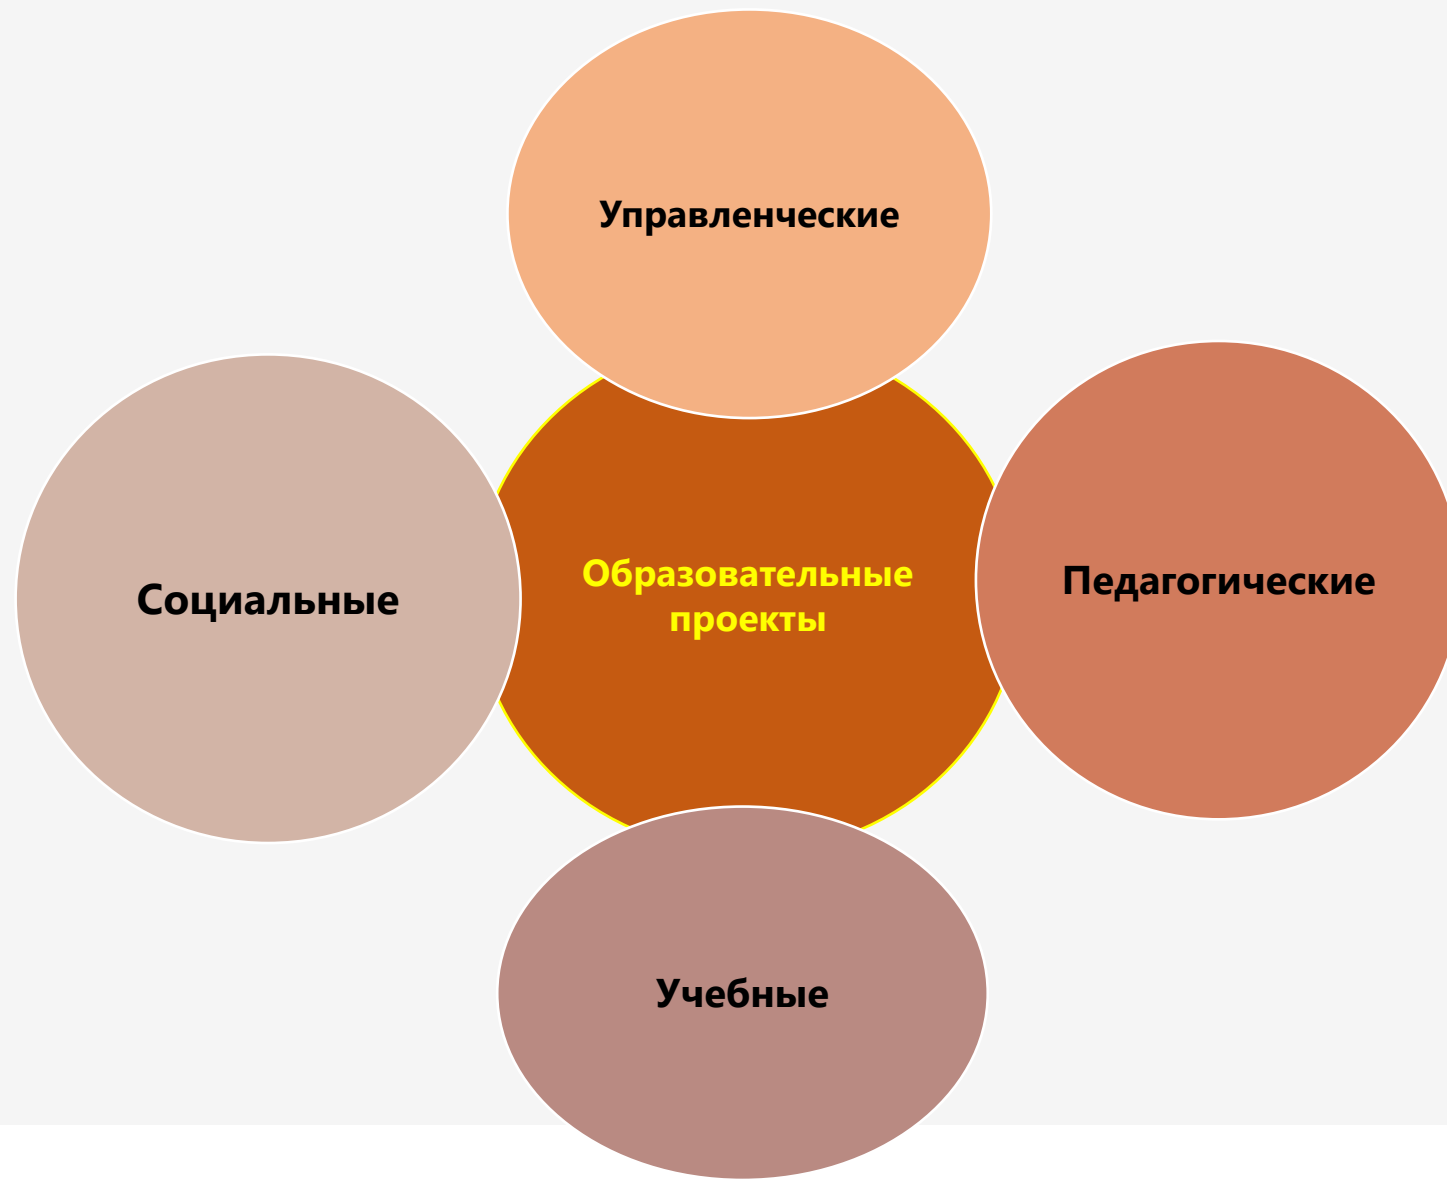 Управленческие
Социальные
Образовательные
проекты
Педагогические
Учебные